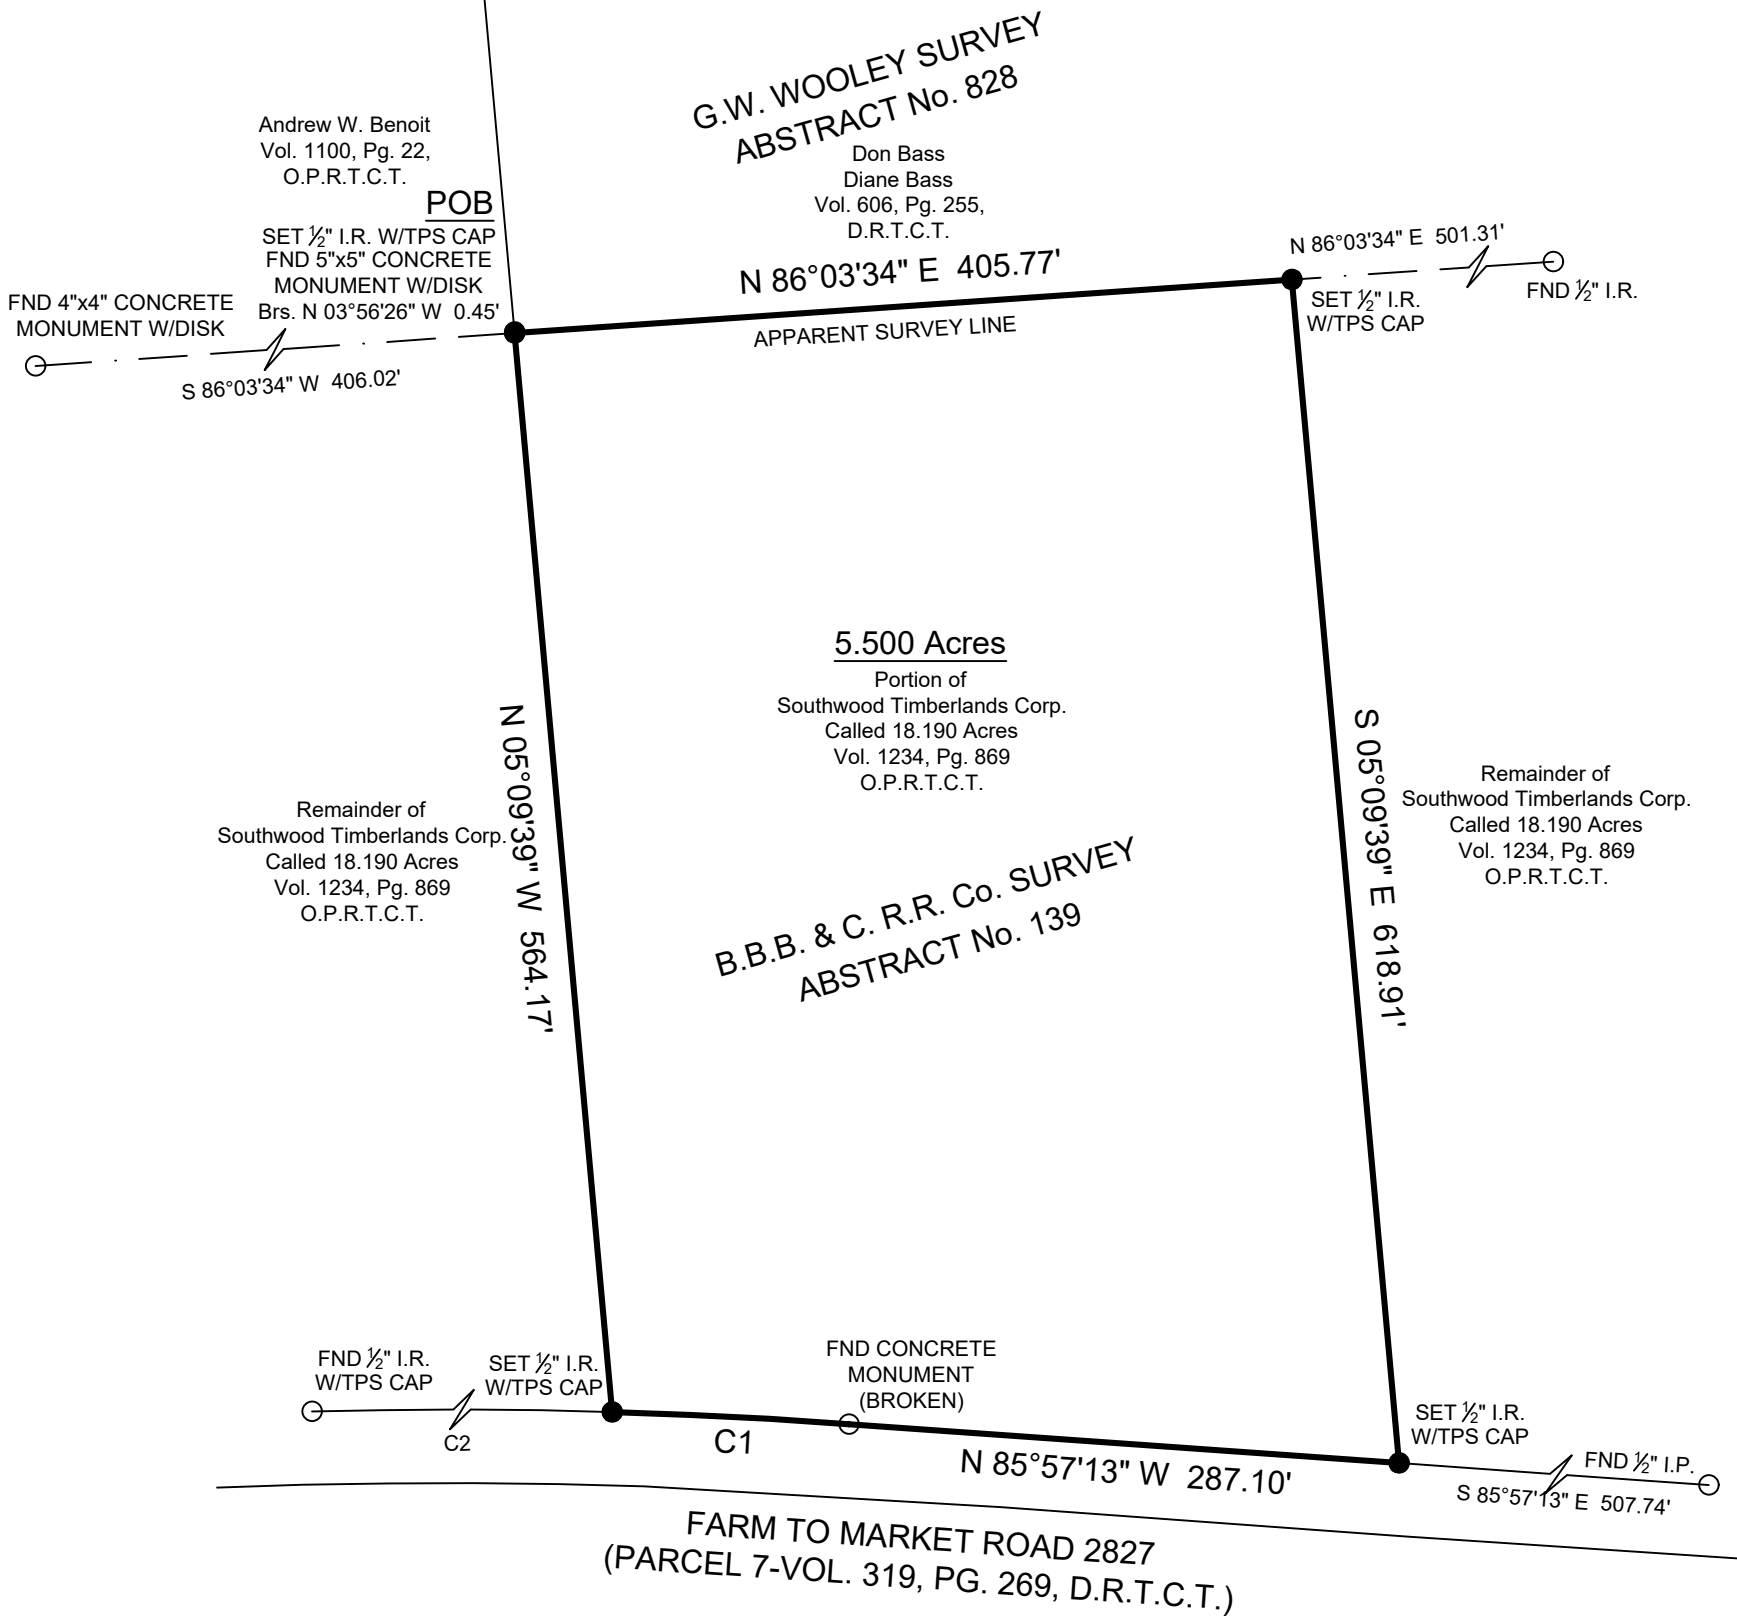 G.W. WOOLEY SURVEY
ABSTRACT No. 828
Andrew W. Benoit
Vol. 1100, Pg. 22,
O.P.R.T.C.T.
Don Bass
Diane Bass
Vol. 606, Pg. 255,
D.R.T.C.T.
POB
SET ½" I.R. W/TPS CAP
FND 5"x5" CONCRETE
MONUMENT W/DISK
Brs. N 03°56'26" W 0.45'
FND 4"x4" CONCRETE
MONUMENT W/DISK
S 86°03'34" W 406.02'
N 86°03'34" E 405.77'
APPARENT SURVEY LINE
N 86°03'34" E 501.31'
SET ½" I.R.
W/TPS CAP
FND ½" I.R.
5.500 Acres
Portion of
Southwood Timberlands Corp.
Called 18.190 Acres
Vol. 1234, Pg. 869
O.P.R.T.C.T.
N 05°09'39" W 564.17'
S 05°09'39" E 618.91'
Remainder of
Southwood Timberlands Corp.
Called 18.190 Acres
Vol. 1234, Pg. 869
O.P.R.T.C.T.
Remainder of
Southwood Timberlands Corp.
Called 18.190 Acres
Vol. 1234, Pg. 869
O.P.R.T.C.T.
B.B.B. & C. R.R. Co. SURVEY
ABSTRACT No. 139
FND ½" I.R.
W/TPS CAP
SET ½" I.R.
W/TPS CAP
FND CONCRETE
MONUMENT
(BROKEN)
C2
C1
N 85°57'13" W 287.10'
SET ½" I.R.
W/TPS CAP
FND ½" I.P.
S 85°57'13" E 507.74'
FARM TO MARKET ROAD 2827
(PARCEL 7-VOL. 319, PG. 269, D.R.T.C.T.)